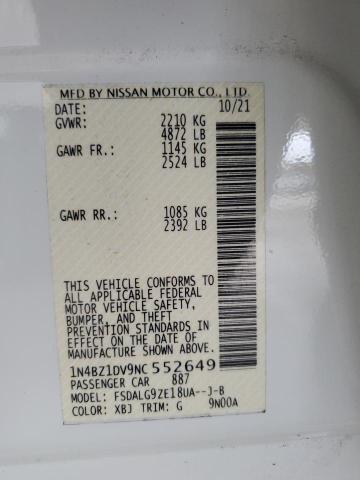 MFD BY NISSAN MOTOR CO., LTD.
DATE: 10/21
GVWR: 2210 KG
4872 LB
GAWR FR.: 1145 KG
2524 LB
GAWR RR.: 1085 KG
2392 LB
THIS VEHICLE CONFORMS TO
ALL APPLICABLE FEDERAL
MOTOR VEHICLE SAFETY,
BUMPER, AND THEFT
PREVENTION STANDARDS
IN EFFECT ON THE DATE OF
MANUFACTURE SHOWN ABOVE.
1N4BZ1DV9NC552649
PASSENGER CAR 887
MODEL: FSDALG9ZE18UA--J-B
COLOR: XBJ TRIM: G 9N00A